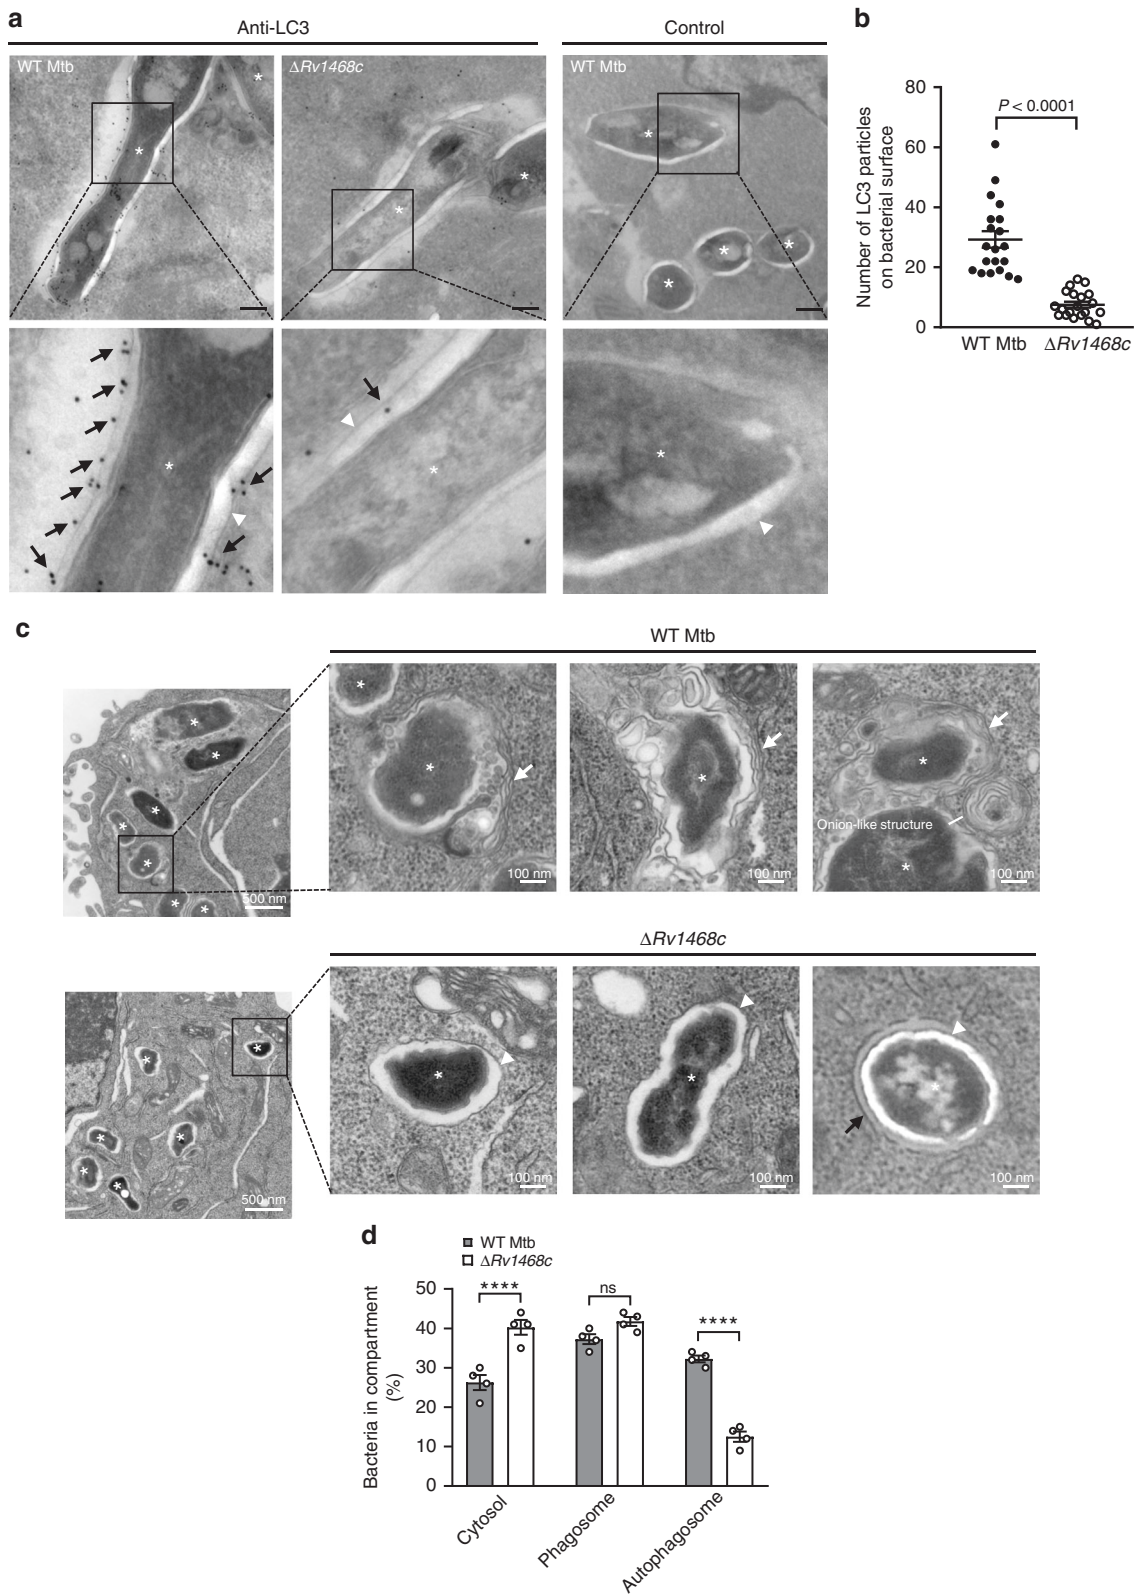 a
Anti-LC3
Control
WT Mtb
ΔRv1468c
WT Mtb
b
Number of LC3 particles
on bacterial surface
80
60
40
20
0
P < 0.0001
WT Mtb
ΔRv1468c
c
WT Mtb
500 nm
100 nm
100 nm
Onion-like structure
100 nm
ΔRv1468c
500 nm
100 nm
100 nm
100 nm
d
WT Mtb
ΔRv1468c
Bacteria in compartment
(%)
50
40
30
20
10
0
****
ns
****
Cytosol
Phagosome
Autophagosome